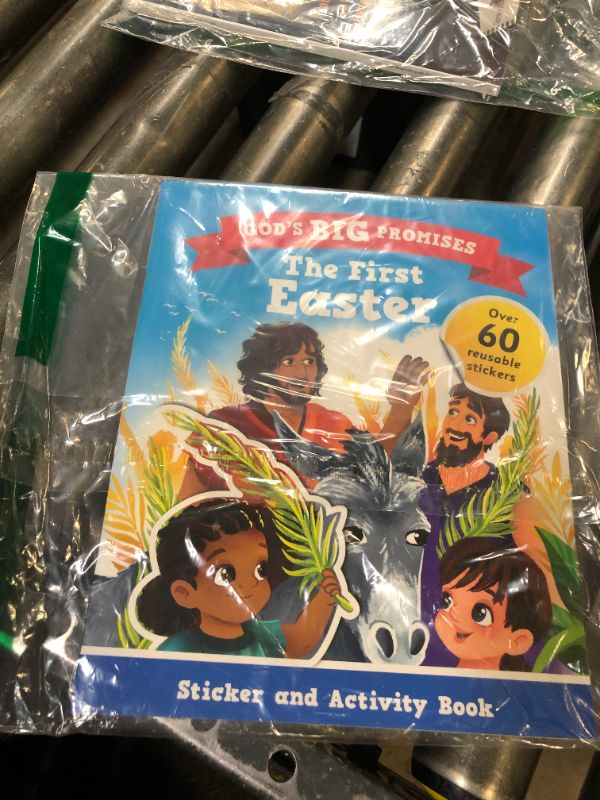 GOD'S BIG PROMISES
The First
Easter
Over
60
reusable
stickers
Sticker and Activity Book